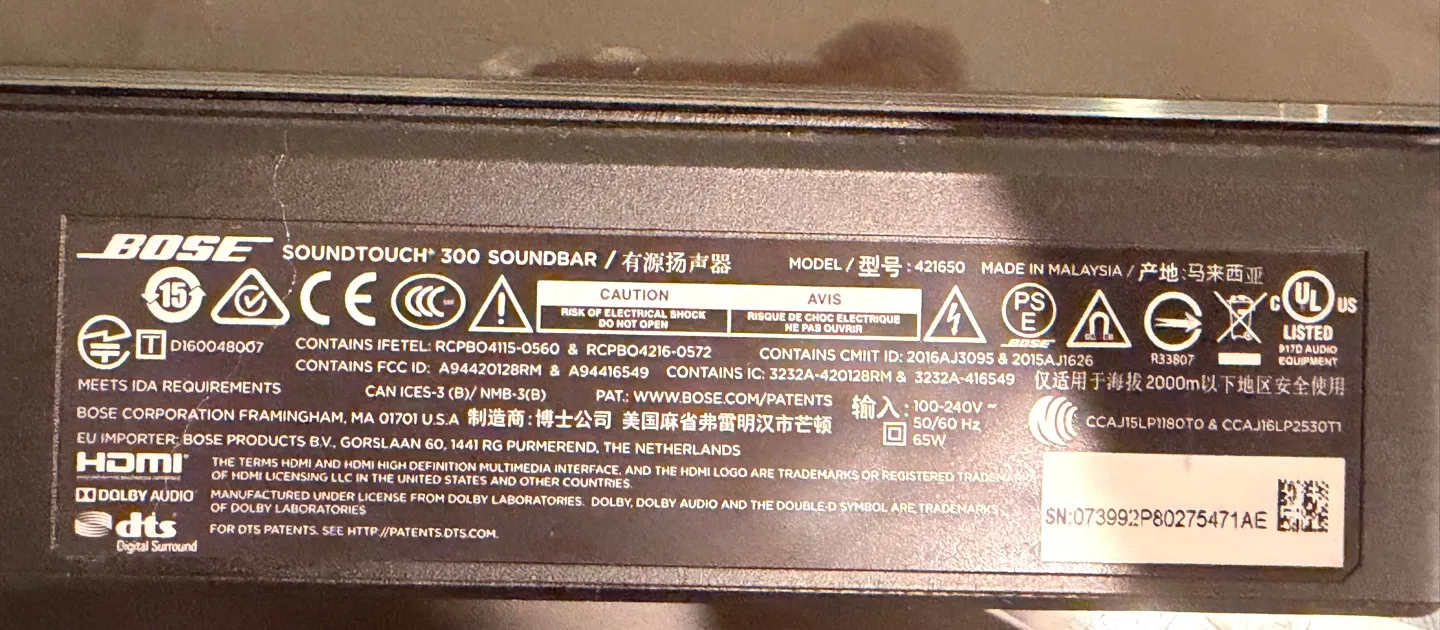 BOSE SOUNDTOUCH® 300 SOUNDBAR / 有源扬声器 MODEL / 型号: 421650 MADE IN MALAYSIA / 产地:马来西亚
15 CE CCC
CAUTION
RISK OF ELECTRICAL SHOCK
DO NOT OPEN
AVIS
RISQUE DE CHOC ELECTRIQUE
NE PAS OUVRIR
PS
E
BOSE
R33807
C UL US
LISTED
917D AUDIO
EQUIPMENT
T D160048007
CONTAINS IFETEL: RCPBO4115-0560 & RCPBO4216-0572 CONTAINS CMIIT ID: 2016AJ3095 & 2015AJ1626
CONTAINS FCC ID: A94420128RM & A94416549 CONTAINS IC: 3232A-420128RM & 3232A-416549 仅适用于海拔2000m以下地区安全使用
MEETS IDA REQUIREMENTS CAN ICES-3 (B)/ NMB-3(B) PAT.: WWW.BOSE.COM/PATENTS
输入: 100-240V ~
50/60 Hz
65W
CCAJ15LP1180T0 & CCAJ16LP2530T1
BOSE CORPORATION FRAMINGHAM, MA 01701 U.S.A 制造商:博士公司 美国麻省弗雷明汉市芒顿
EU IMPORTER: BOSE PRODUCTS B.V., GORSLAAN 60, 1441 RG PURMEREND, THE NETHERLANDS
HDMI
THE TERMS HDMI AND HDMI HIGH DEFINITION MULTIMEDIA INTERFACE, AND THE HDMI LOGO ARE TRADEMARKS OR REGISTERED TRADEMARKS
OF HDMI LICENSING LLC IN THE UNITED STATES AND OTHER COUNTRIES.
DOLBY AUDIO
MANUFACTURED UNDER LICENSE FROM DOLBY LABORATORIES. DOLBY, DOLBY AUDIO AND THE DOUBLE-D SYMBOL ARE TRADEMARKS
OF DOLBY LABORATORIES
dts
Digital Surround
FOR DTS PATENTS. SEE HTTP://PATENTS.DTS.COM.
SN:073992P80275471AE